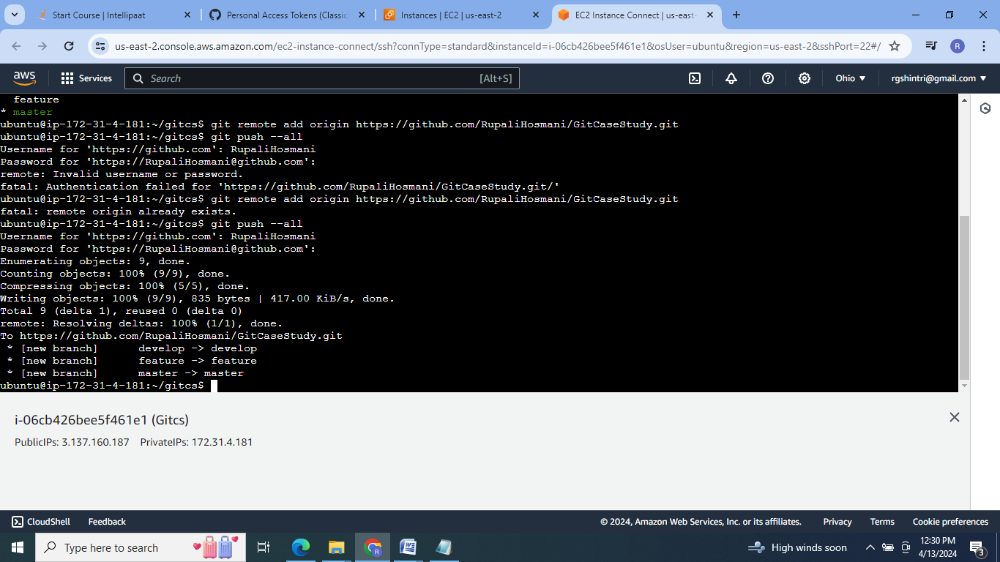 Start Course | Intellipaat
Personal Access Tokens (Classic
Instances | EC2 | us-east-2
EC2 Instance Connect | us-east-
us-east-2.console.aws.amazon.com/ec2-instance-connect/ssh?connType=standard&instanceId=i-06cb426bee5f461e1&osUser=ubuntu&region=us-east-2&sshPort=22#/
R
aws
Services
Search
[Alt+S]
Ohio
rgshintri@gmail.com
feature
* master
ubuntu@ip-172-31-4-181:~/gitcs$ git remote add origin https://github.com/RupaliHosmani/GitCaseStudy.git
ubuntu@ip-172-31-4-181:~/gitcs$ git push --all
Username for 'https://github.com': RupaliHosmani
Password for 'https://RupaliHosmani@github.com':
remote: Invalid username or password.
fatal: Authentication failed for 'https://github.com/RupaliHosmani/GitCaseStudy.git/'
ubuntu@ip-172-31-4-181:~/gitcs$ git remote add origin https://github.com/RupaliHosmani/GitCaseStudy.git
fatal: remote origin already exists.
ubuntu@ip-172-31-4-181:~/gitcs$ git push --all
Username for 'https://github.com': RupaliHosmani
Password for 'https://RupaliHosmani@github.com':
Enumerating objects: 9, done.
Counting objects: 100% (9/9), done.
Compressing objects: 100% (5/5), done.
Writing objects: 100% (9/9), 835 bytes | 417.00 KiB/s, done.
Total 9 (delta 1), reused 0 (delta 0)
remote: Resolving deltas: 100% (1/1), done.
To https://github.com/RupaliHosmani/GitCaseStudy.git
* [new branch] develop -> develop
* [new branch] feature -> feature
* [new branch] master -> master
ubuntu@ip-172-31-4-181:~/gitcs$
i-06cb426bee5f461e1 (Gitcs)
PublicIPs: 3.137.160.187 PrivateIPs: 172.31.4.181
CloudShell
Feedback
© 2024, Amazon Web Services, Inc. or its affiliates.
Privacy
Terms
Cookie preferences
Type here to search
High winds soon
12:30 PM
4/13/2024
3